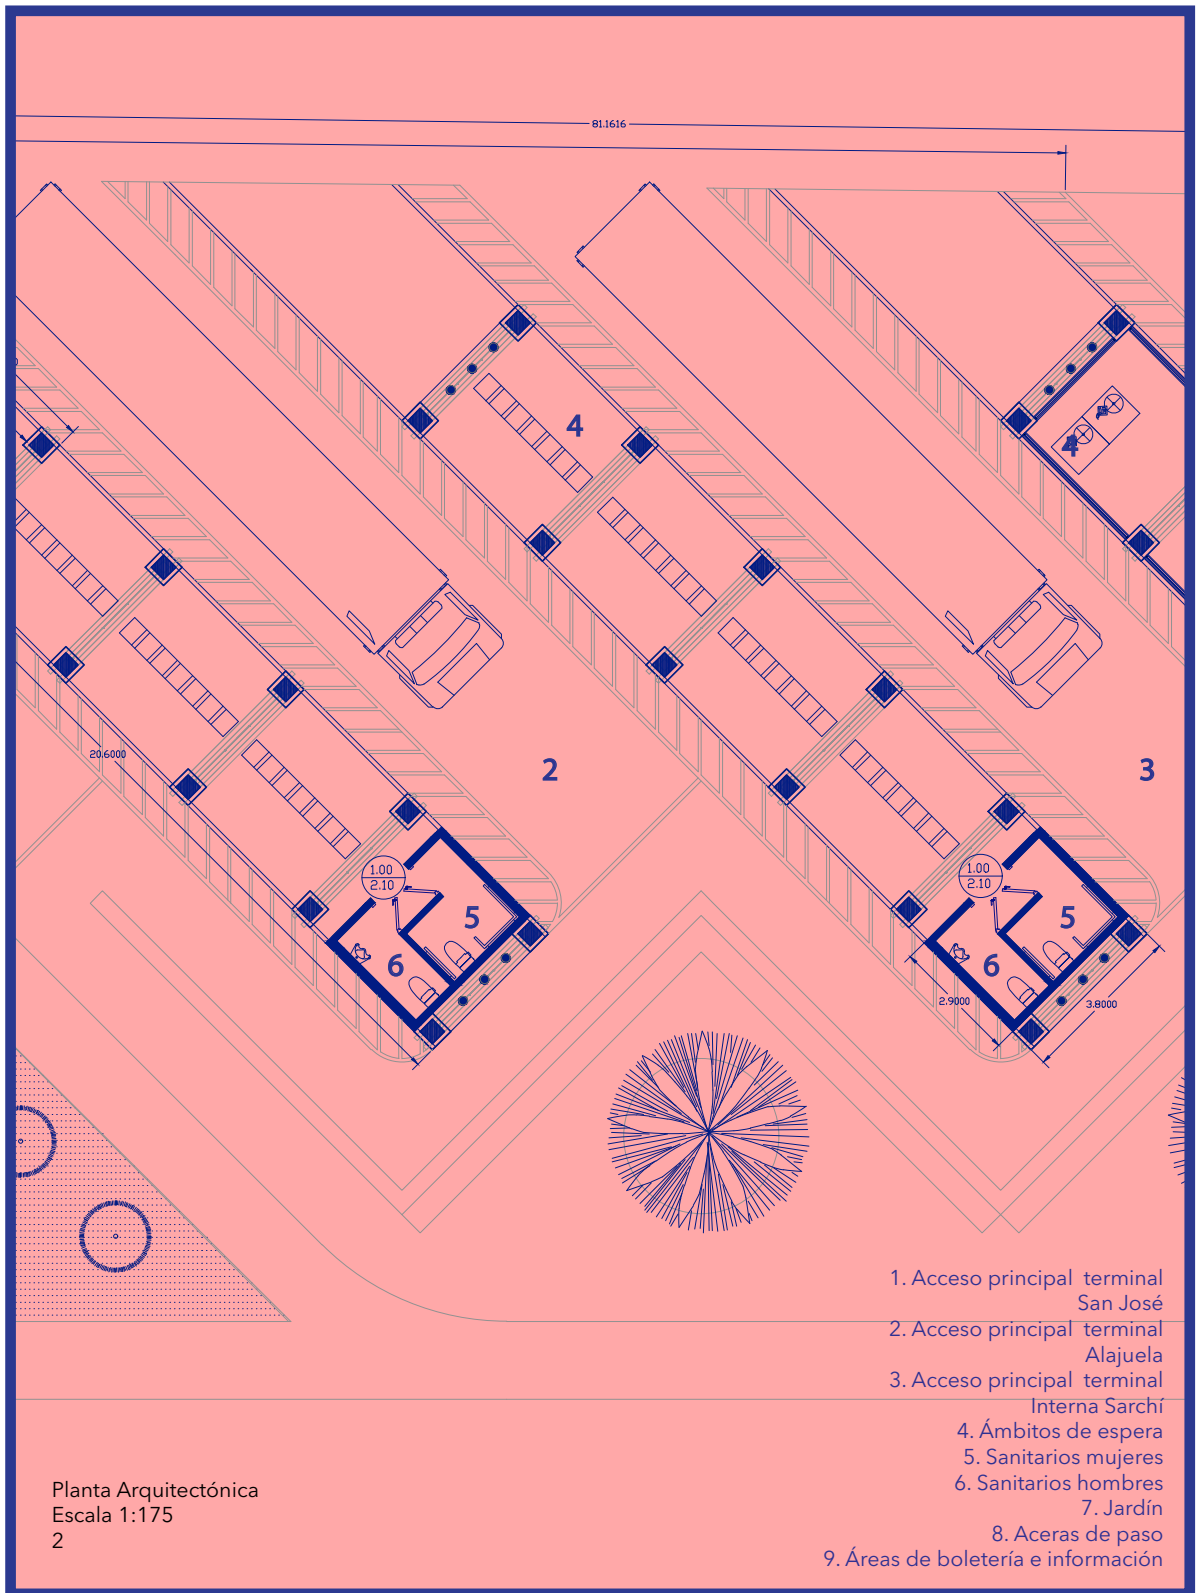 81.1616
4
4
20.6000
2
3
1.00
2.10
5
6
1.00
2.10
5
6
2.9000
3.8000
1. Acceso principal terminal
San José
2. Acceso principal terminal
Alajuela
3. Acceso principal terminal
Interna Sarchí
4. Ámbitos de espera
5. Sanitarios mujeres
6. Sanitarios hombres
7. Jardín
8. Aceras de paso
9. Áreas de boletería e información
Planta Arquitectónica
Escala 1:175
2